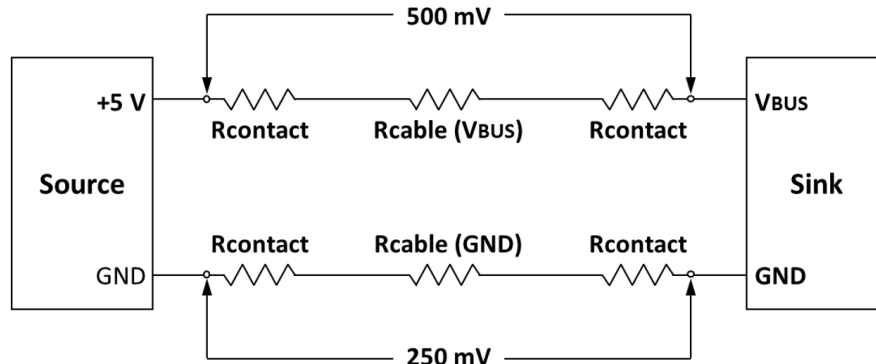 500 mV
+5 V
VBUS
Rcontact
Rcable (VBUS)
Rcontact
Source
Sink
Rcontact
Rcable (GND)
Rcontact
GND
GND
250 mV